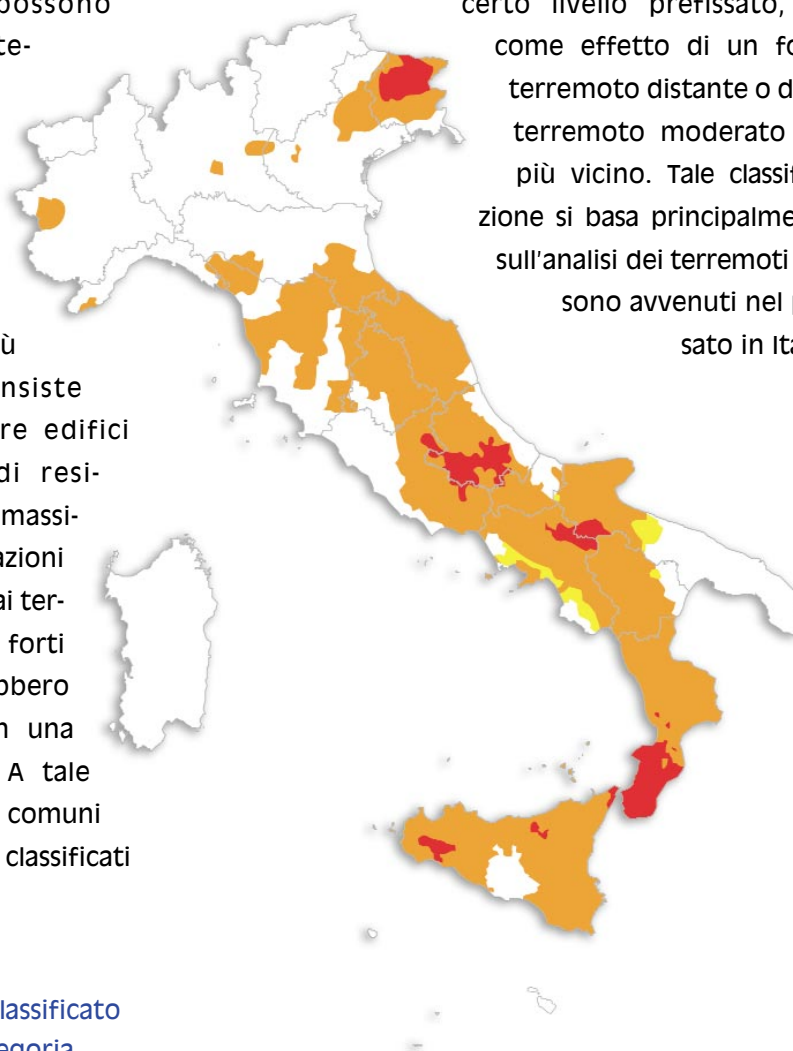 possono
te-
ù
nsiste
re edifici
di resi-
massi-
azioni
ai ter-
forti
bbero
n una
A tale
comuni
classificati
lassificato
egoria
certo livello prefissato,
come effetto di un fo
terremoto distante o d
terremoto moderato
più vicino. Tale classif
zione si basa principalme
sull'analisi dei terremoti
sono avvenuti nel p
sato in Ita